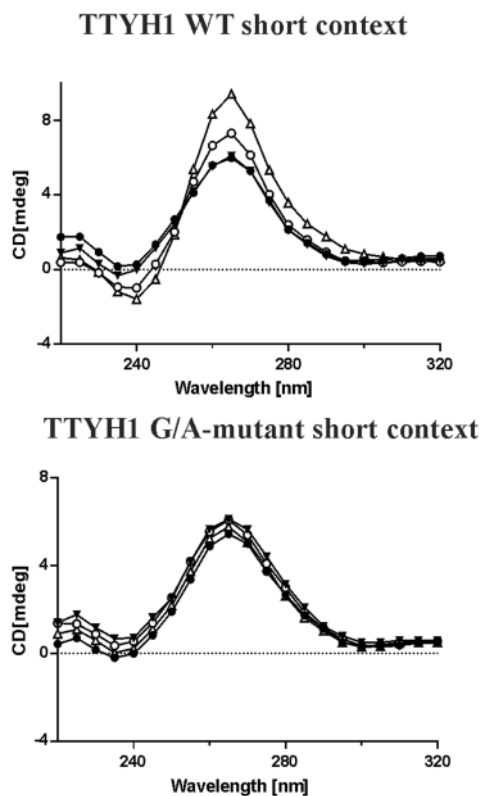 TTYH1 WT short context
8
4
0
-4
CD[mdeg]
240 280 320
Wavelength [nm]
TTYH1 G/A-mutant short context
8
4
0
-4
CD[mdeg]
240 280 320
Wavelength [nm]